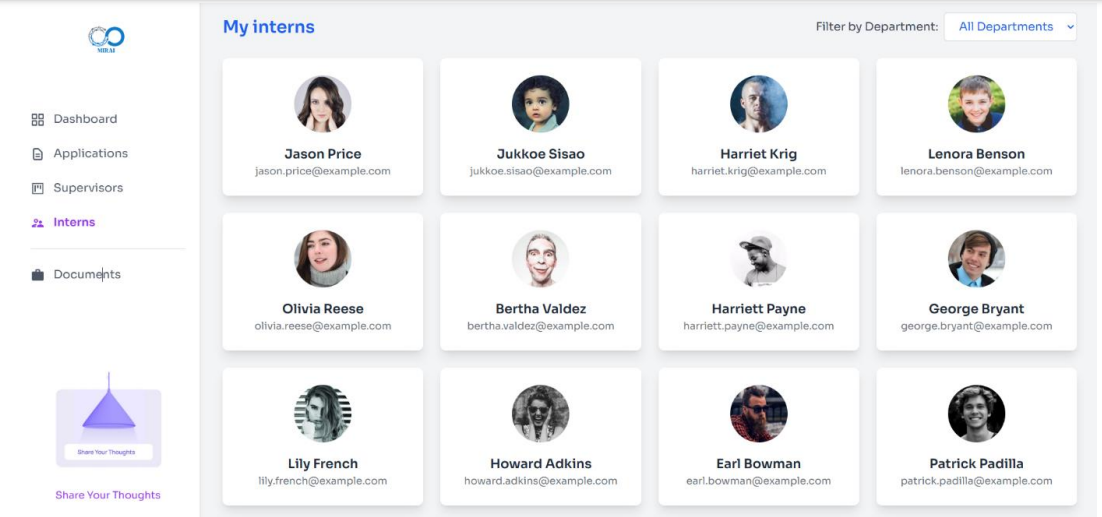 MIRAI
Dashboard
Applications
Supervisors
Interns
Documents
Share Your Thoughts
Share Your Thoughts
My interns
Filter by Department:
All Departments
Jason Price
jason.price@example.com
Jukkoe Sisao
jukkoe.sisao@example.com
Harriet Krig
harriet.krig@example.com
Lenora Benson
lenora.benson@example.com
Olivia Reese
olivia.reese@example.com
Bertha Valdez
bertha.valdez@example.com
Harriett Payne
harriett.payne@example.com
George Bryant
george.bryant@example.com
Lily French
lily.french@example.com
Howard Adkins
howard.adkins@example.com
Earl Bowman
earl.bowman@example.com
Patrick Padilla
patrick.padilla@example.com